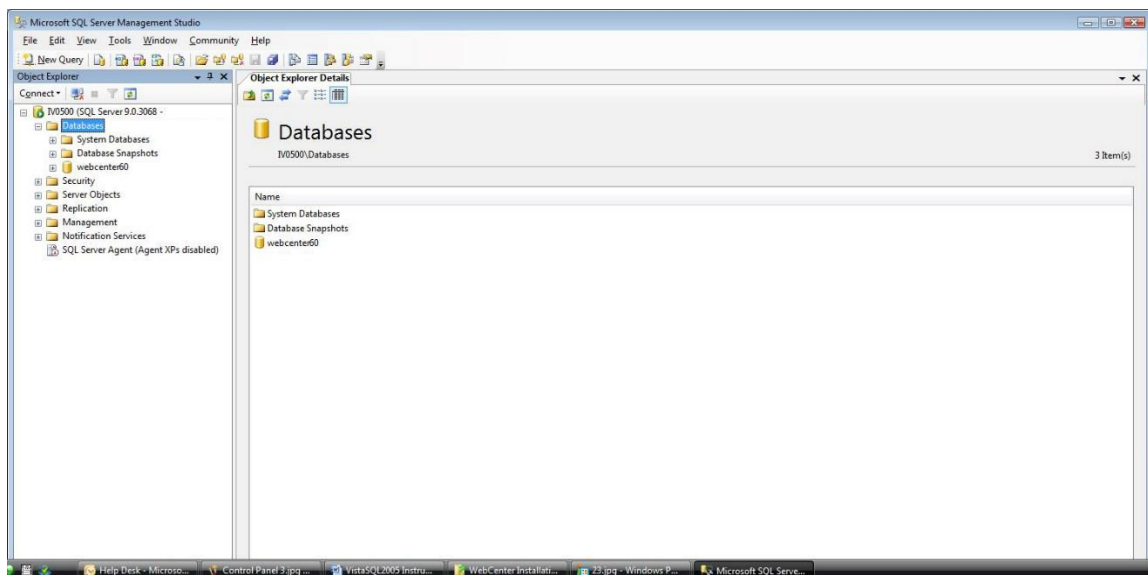 Microsoft SQL Server Management Studio
File Edit View Tools Window Community Help
New Query
Object Explorer
Object Explorer Details
Connect
IV0500 (SQL Server 9.0.3068 -
Databases
System Databases
Database Snapshots
webcenter60
Security
Server Objects
Replication
Management
Notification Services
SQL Server Agent (Agent XPs disabled)
Databases
IV0500\Databases
3 Item(s)
Name
System Databases
Database Snapshots
webcenter60
Help Desk - Microso...
Control Panel 3.jpg ...
VistaSQL2005 Instru...
WebCenter Installati...
23.jpg - Windows P...
Microsoft SQL Serve...